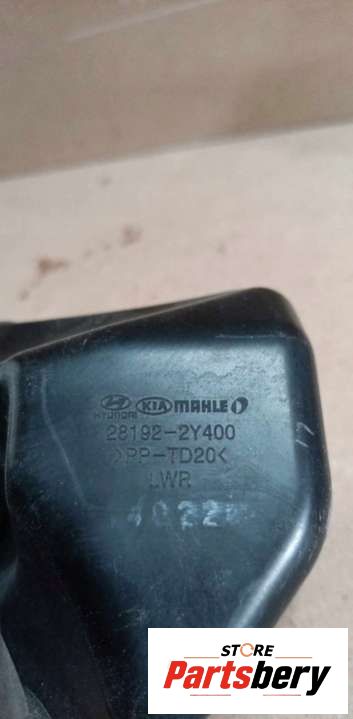 HYUNDAI KIA MAHLE
28192-2Y400
>PP-TD20<
LWR
STORE
Partsbery